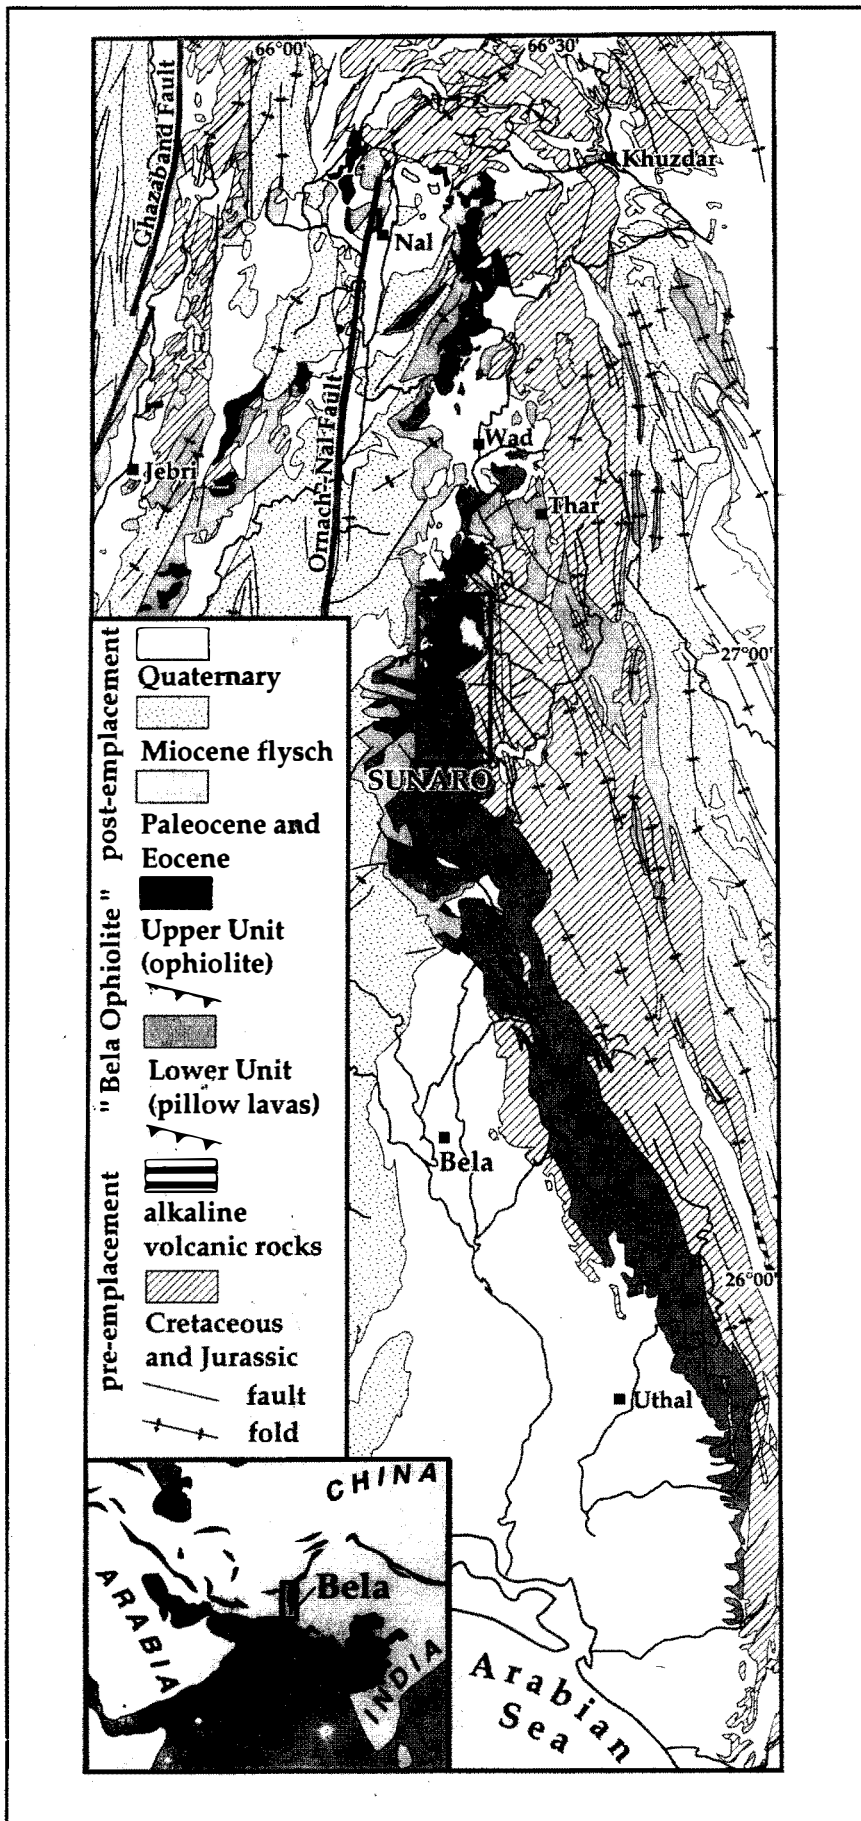 66°00'
66°30'
Ghazaband Fault
Khuzdar
Nal
Ornach-Nal Fault
Wad
Jebri
Thar
27°00'
SUNARO
Bela
26°00'
Uthal
Arabian
Sea
post-emplacement
Quaternary
Miocene flysch
Paleocene and
Eocene
"Bela Ophiolite"
Upper Unit
(ophiolite)
Lower Unit
(pillow lavas)
pre-emplacement
alkaline
volcanic rocks
Cretaceous
and Jurassic
fault
fold
CHINA
ARABIA
Bela
INDIA